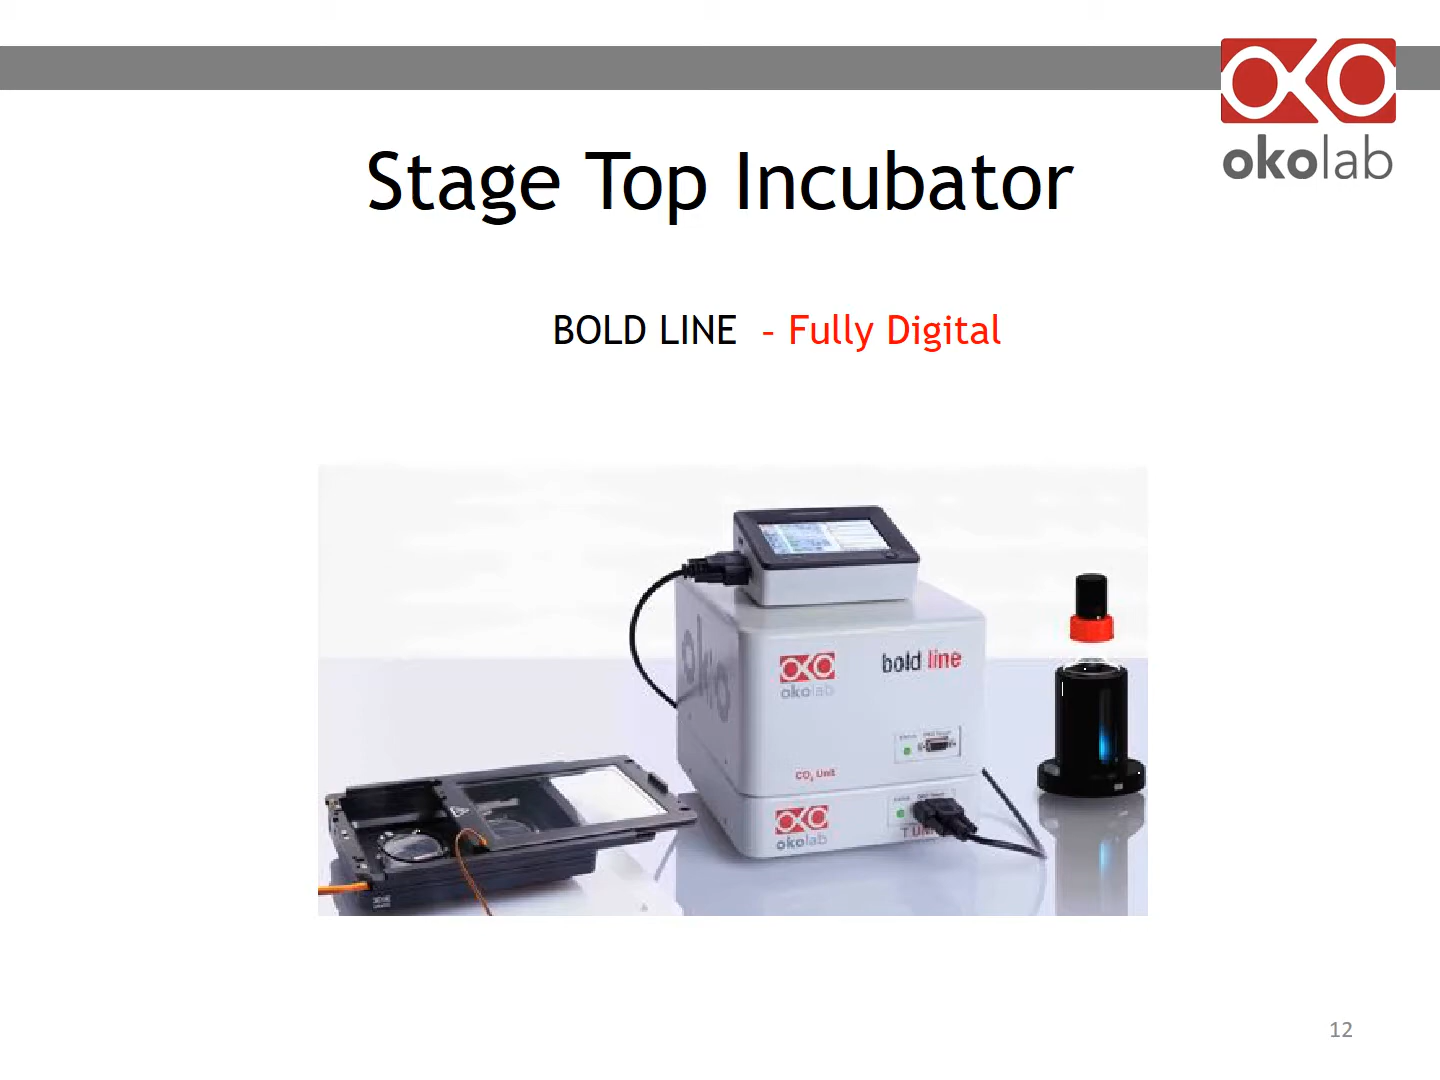 okolab
Stage Top Incubator
BOLD LINE - Fully Digital
bold line
okolab
CO₂ Unit
okolab
12